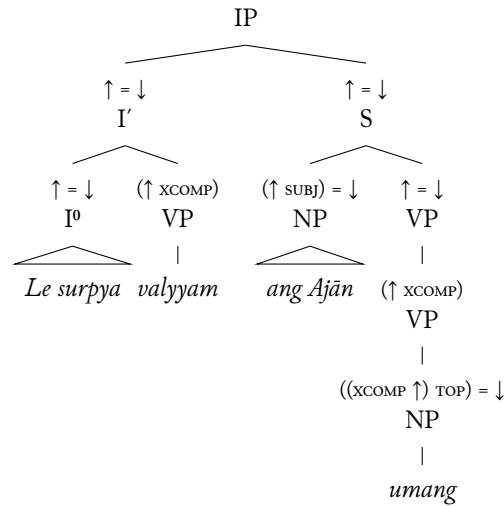 IP
↑ = ↓ ↑ = ↓
I′ S
↑ = ↓ (↑ XCOMP) (↑ SUBJ) = ↓ ↑ = ↓
I⁰ VP NP VP
Le surpya valyyam ang Ajān (↑ XCOMP)
VP
((XCOMP ↑) TOP) = ↓
NP
umang